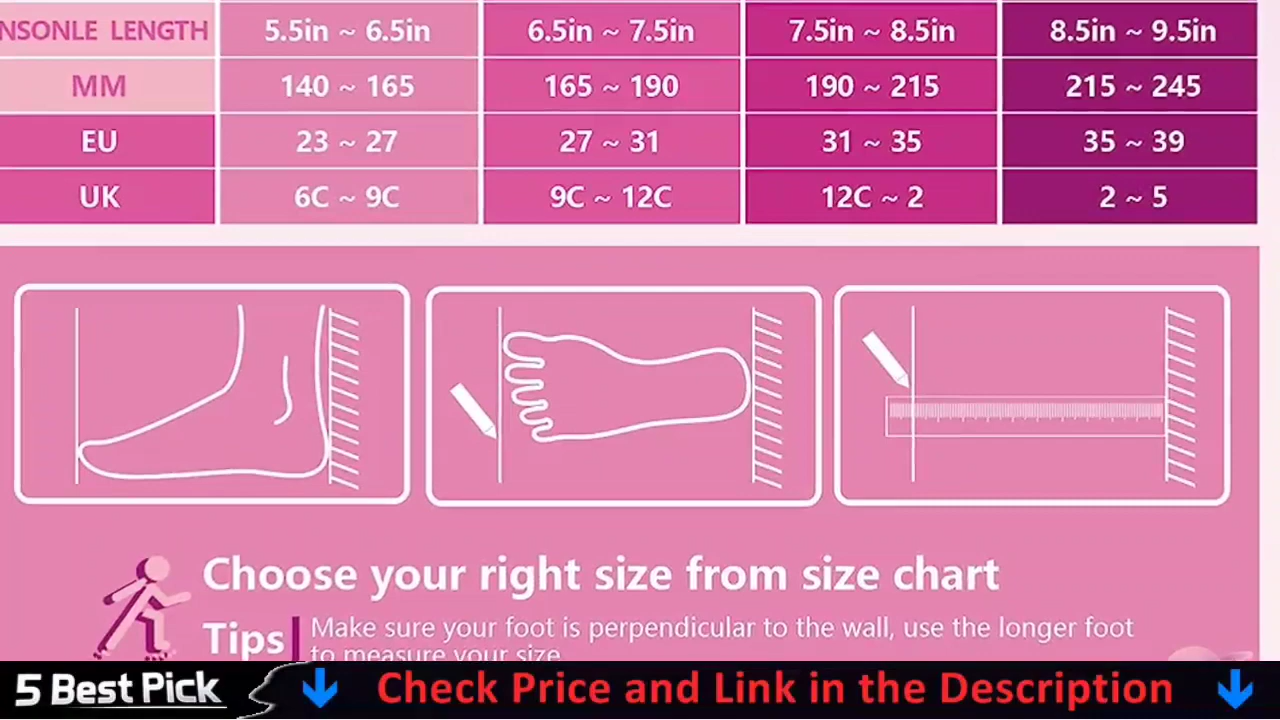 NSONLE LENGTH 5.5in ~ 6.5in 6.5in ~ 7.5in 7.5in ~ 8.5in 8.5in ~ 9.5in
MM 140 ~ 165 165 ~ 190 190 ~ 215 215 ~ 245
EU 23 ~ 27 27 ~ 31 31 ~ 35 35 ~ 39
UK 6C ~ 9C 9C ~ 12C 12C ~ 2 2 ~ 5
Choose your right size from size chart
Tips Make sure your foot is perpendicular to the wall, use the longer foot
to measure your size
5 Best Pick Check Price and Link in the Description